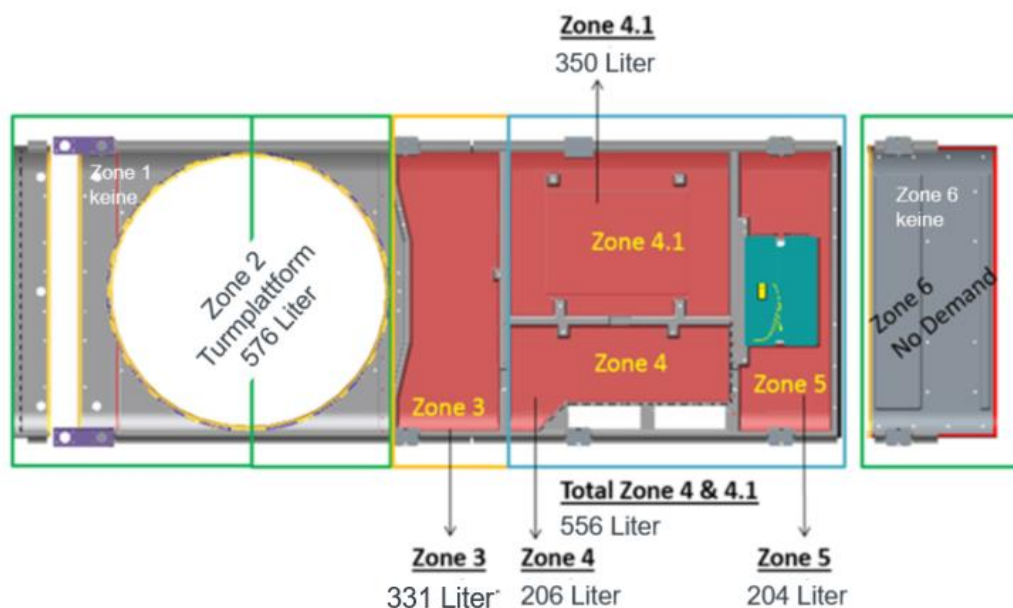 Zone 4.1
350 Liter
Zone 1
keine
Zone 2
Turmplattform
576 Liter
Zone 4.1
Zone 3
Zone 4
Zone 5
Zone 6
keine
Zone 6
No Demand
Total Zone 4 & 4.1
556 Liter
Zone 3
331 Liter
Zone 4
206 Liter
Zone 5
204 Liter